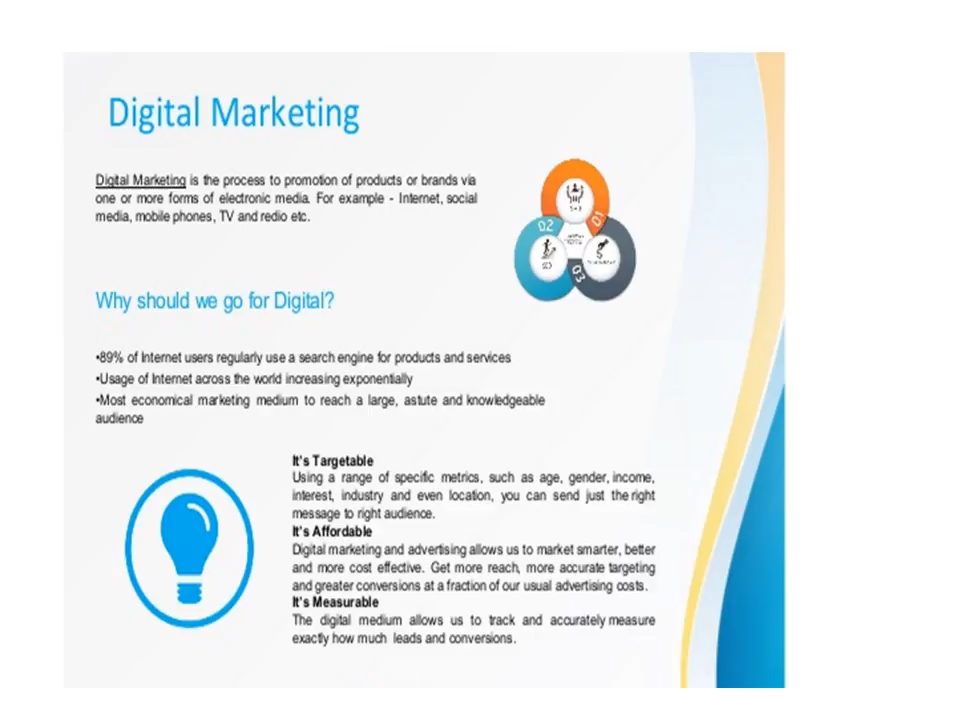 Digital Marketing
Digital Marketing is the process to promotion of products or brands via
one or more forms of electronic media. For example - Internet, social
media, mobile phones, TV and redio etc.
01
02
SEO
03
Why should we go for Digital?
•89% of Internet users regularly use a search engine for products and services
•Usage of Internet across the world increasing exponentially
•Most economical marketing medium to reach a large, astute and knowledgeable
audience
It's Targetable
Using a range of specific metrics, such as age, gender, income,
interest, industry and even location, you can send just the right
message to right audience.
It's Affordable
Digital marketing and advertising allows us to market smarter, better
and more cost effective. Get more reach, more accurate targeting
and greater conversions at a fraction of our usual advertising costs.
It's Measurable
The digital medium allows us to track and accurately measure
exactly how much leads and conversions.